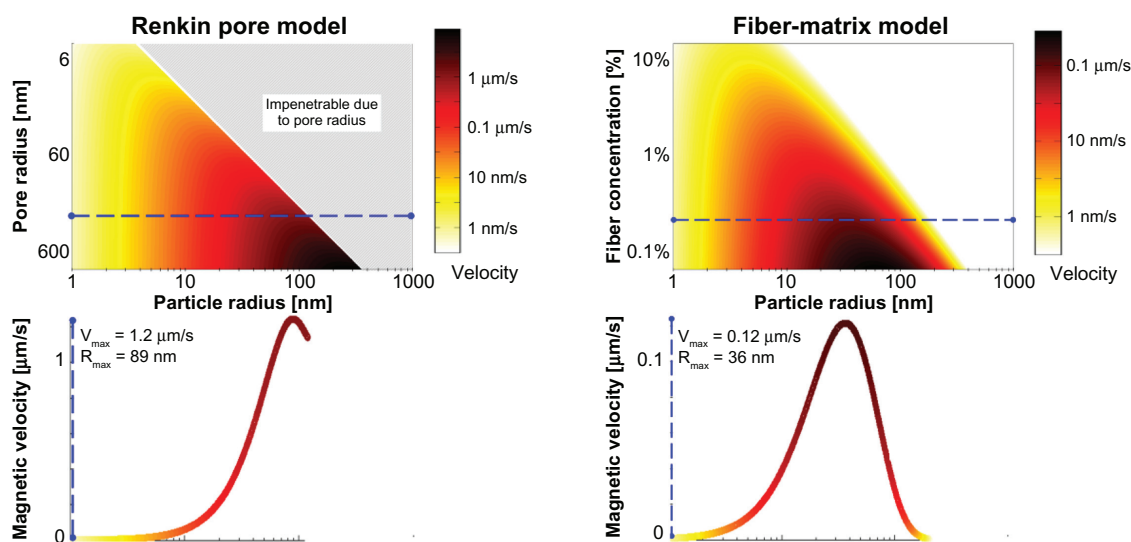 Renkin pore model
Pore radius [nm]
6
60
600
Impenetrable due
to pore radius
1 μm/s
0.1 μm/s
10 nm/s
1 nm/s
Velocity
1
10
100
1000
Particle radius [nm]
Fiber-matrix model
Fiber concentration [%]
10%
1%
0.1%
0.1 μm/s
10 nm/s
1 nm/s
Velocity
1
10
100
1000
Particle radius [nm]
Magnetic velocity [μm/s]
1
0
Vmax = 1.2 μm/s
Rmax = 89 nm
Magnetic velocity [μm/s]
0.1
0
Vmax = 0.12 μm/s
Rmax = 36 nm